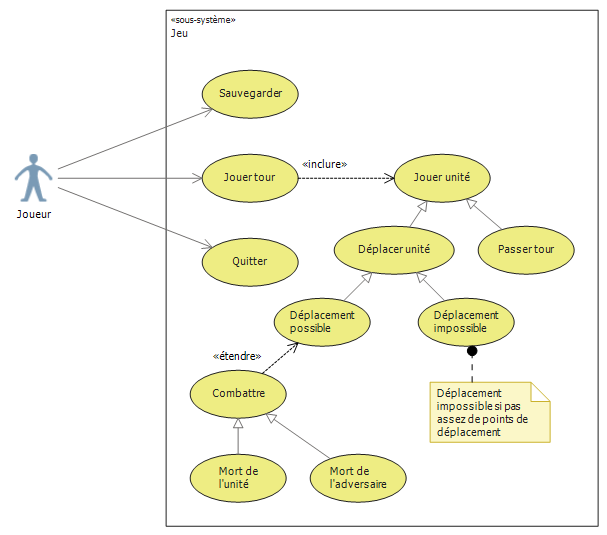 «sous-système»
Jeu
Sauvegarder
«inclure»
Jouer tour
Jouer unité
Joueur
Quitter
Déplacer unité
Passer tour
Déplacement
possible
Déplacement
impossible
«étendre»
Combattre
Déplacement
impossible si pas
assez de points de
déplacement
Mort de
l'unité
Mort de
l'adversaire